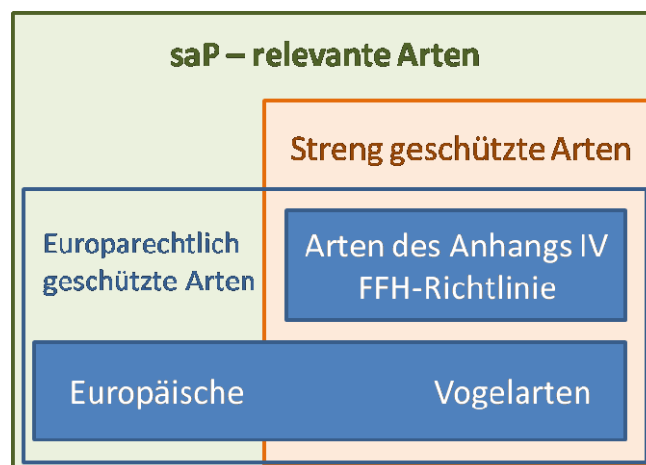 saP – relevante Arten
Streng geschützte Arten
Europarechtlich
geschützte Arten
Arten des Anhangs IV
FFH-Richtlinie
Europäische Vogelarten